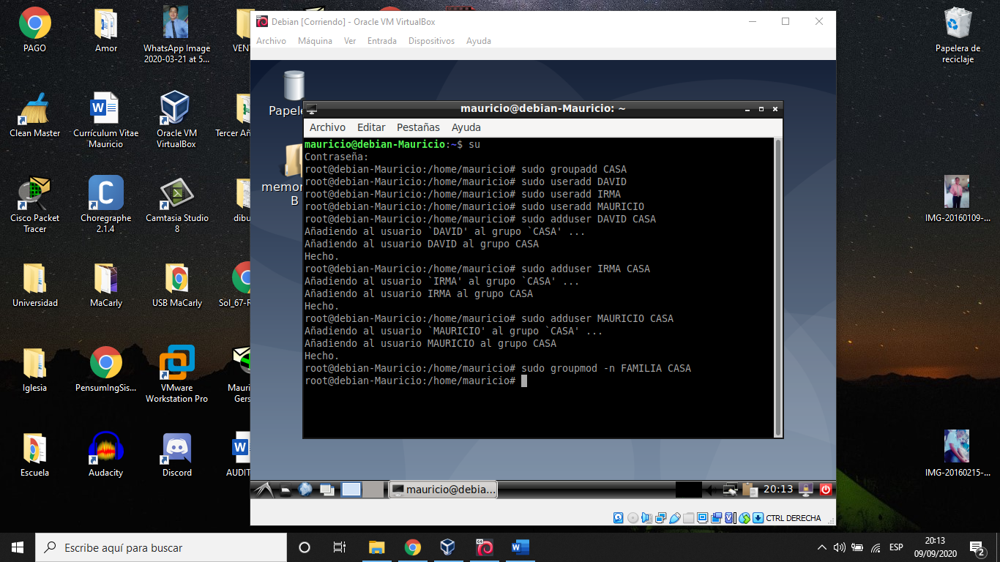 PAGO
Amor
WhatsApp Image
2020-03-21 at 5...
VENT
Clean Master
Currículum Vitae
Mauricio
Oracle VM
VirtualBox
Tercer Añ
Cisco Packet
Tracer
Choregraphe
2.1.4
Camtasia Studio
8
dibu
Universidad
MaCarly
USB MaCarly
Sol_67-R
Iglesia
PensumIngSis...
VMware
Workstation Pro
Mauri
Gers
Escuela
Audacity
Discord
AUDIT
Debian [Corriendo] - Oracle VM VirtualBox
Archivo Máquina Ver Entrada Dispositivos Ayuda
Papele
memor
B
mauricio@debian-Mauricio: ~
Archivo Editar Pestañas Ayuda
mauricio@debian-Mauricio:~$ su
Contraseña:
root@debian-Mauricio:/home/mauricio# sudo groupadd CASA
root@debian-Mauricio:/home/mauricio# sudo useradd DAVID
root@debian-Mauricio:/home/mauricio# sudo useradd IRMA
root@debian-Mauricio:/home/mauricio# sudo useradd MAURICIO
root@debian-Mauricio:/home/mauricio# sudo adduser DAVID CASA
Añadiendo al usuario `DAVID' al grupo `CASA' ...
Añadiendo al usuario DAVID al grupo CASA
Hecho.
root@debian-Mauricio:/home/mauricio# sudo adduser IRMA CASA
Añadiendo al usuario `IRMA' al grupo `CASA' ...
Añadiendo al usuario IRMA al grupo CASA
Hecho.
root@debian-Mauricio:/home/mauricio# sudo adduser MAURICIO CASA
Añadiendo al usuario `MAURICIO' al grupo `CASA' ...
Añadiendo al usuario MAURICIO al grupo CASA
Hecho.
root@debian-Mauricio:/home/mauricio# sudo groupmod -n FAMILIA CASA
root@debian-Mauricio:/home/mauricio#
mauricio@debia...
20:13
CTRL DERECHA
Papelera de
reciclaje
IMG-20160109-...
IMG-20160215-...
Escribe aquí para buscar
ESP
20:13
09/09/2020
2